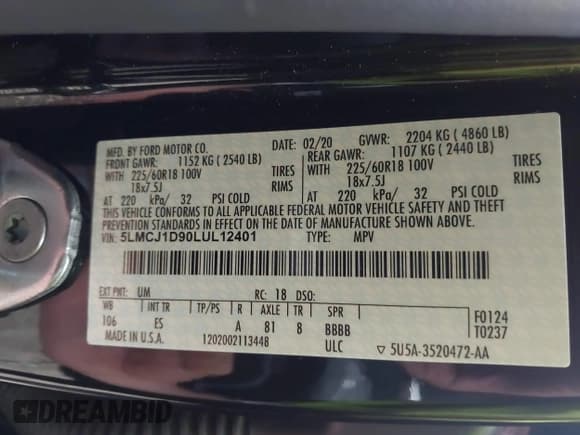 MFD. BY FORD MOTOR CO.
DATE: 02/20 GVWR: 2204 KG ( 4860 LB)
FRONT GAWR: 1152 KG ( 2540 LB)
REAR GAWR: 1107 KG ( 2440 LB)
WITH 225/60R18 100V TIRES
WITH 225/60R18 100V TIRES
18x7.5J RIMS
18x7.5J RIMS
AT 220 kPa/ 32 PSI COLD
AT 220 kPa/ 32 PSI COLD
THIS VEHICLE CONFORMS TO ALL APPLICABLE FEDERAL MOTOR VEHICLE SAFETY AND THEFT
PREVENTION STANDARDS IN EFFECT ON THE DATE OF MANUFACTURE SHOWN ABOVE.
VIN: 5LMCJ1D90LUL12401 TYPE: MPV
EXT PNT: UM RC: 18 DSO:
WB INT TR TP/PS R AXLE TR SPR
106 ES A 81 8 BBBB
F0124
T0237
MADE IN U.S.A. 1202002113448 ULC ▽ 5U5A-3520472-AA
DREAMBID